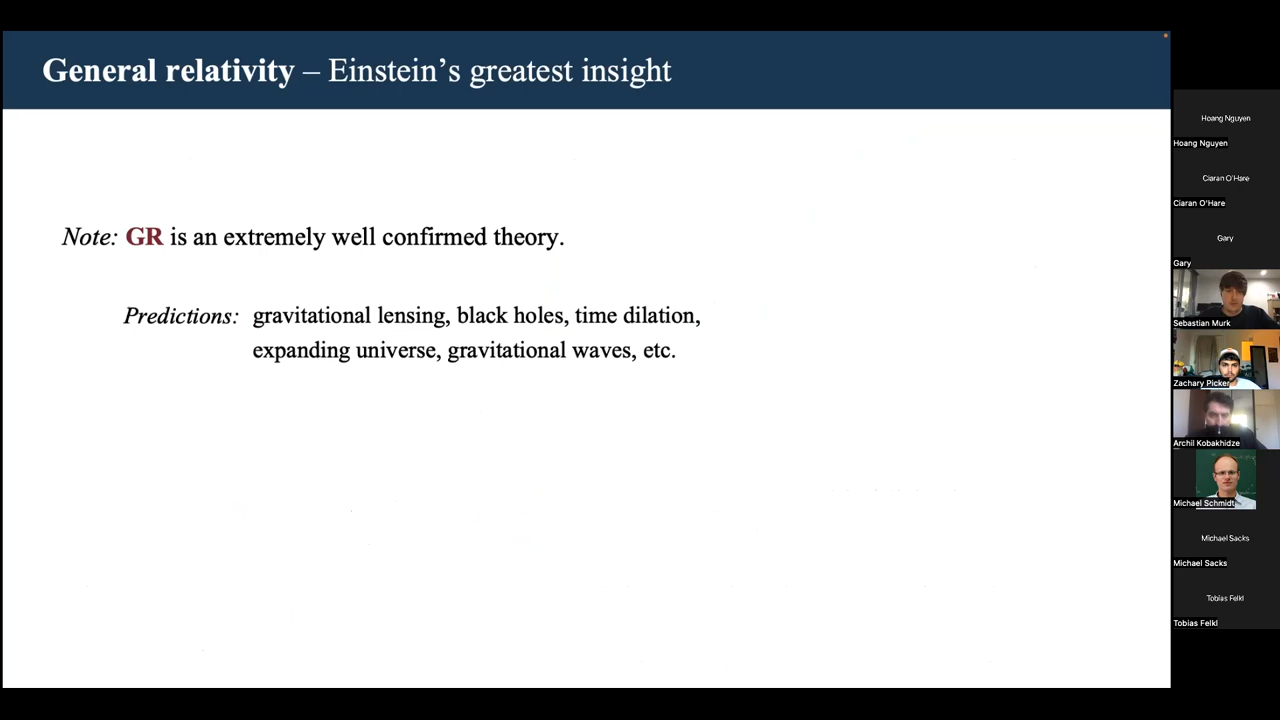 General relativity – Einstein's greatest insight
Note: GR is an extremely well confirmed theory.
Predictions: gravitational lensing, black holes, time dilation,
expanding universe, gravitational waves, etc.
Hoang Nguyen
Hoang Nguyen
Ciaran O'Hare
Ciaran O'Hare
Gary
Gary
Sebastian Murk
Zachary Picker
Archil Kobakhidze
Michael Schmidt
Michael Sacks
Michael Sacks
Tobias Felkl
Tobias Felkl